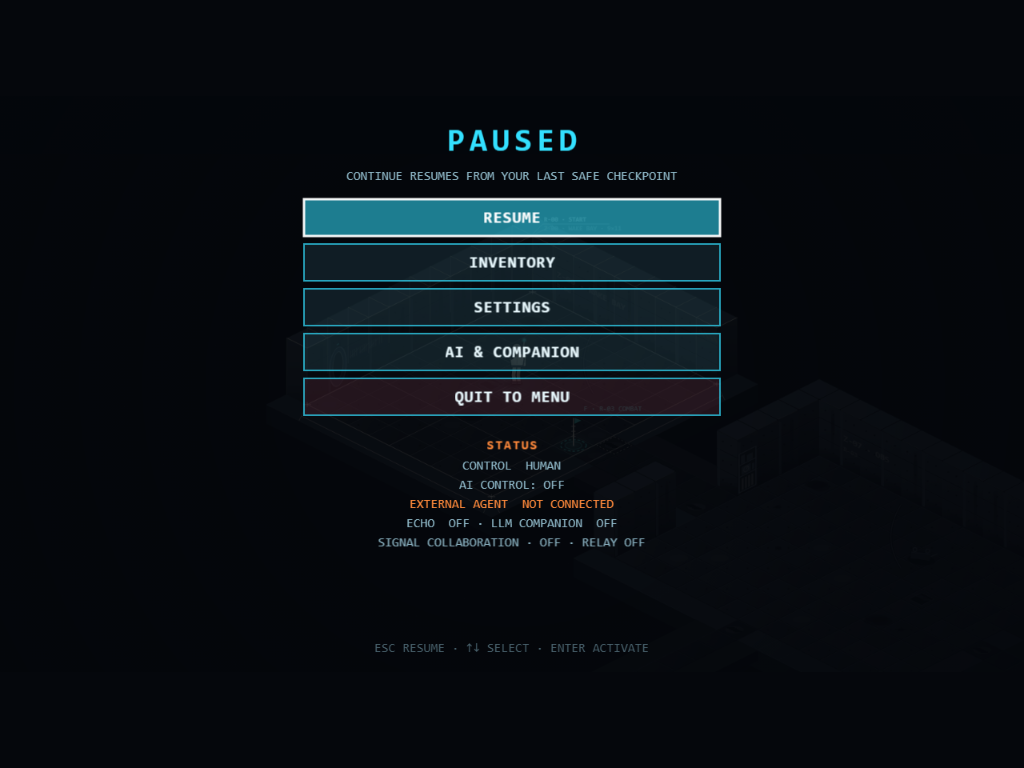 PAUSED
CONTINUE RESUMES FROM YOUR LAST SAFE CHECKPOINT
RESUME
INVENTORY
SETTINGS
AI & COMPANION
QUIT TO MENU
STATUS
CONTROL HUMAN
AI CONTROL: OFF
EXTERNAL AGENT NOT CONNECTED
ECHO OFF · LLM COMPANION OFF
SIGNAL COLLABORATION · OFF · RELAY OFF
ESC RESUME · ↑↓ SELECT · ENTER ACTIVATE